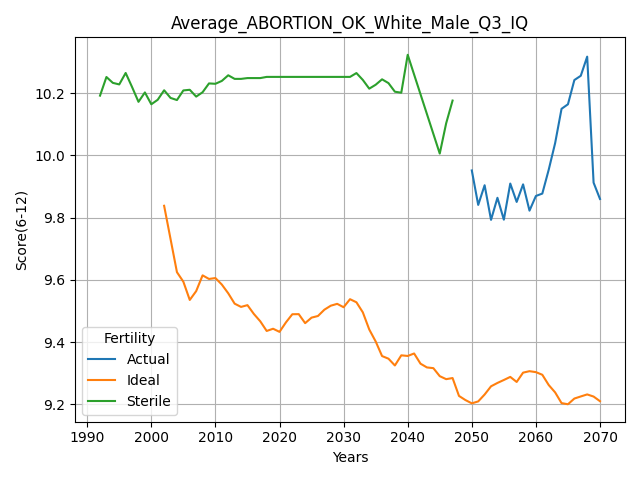 Average_ABORTION_OK_White_Male_Q3_IQ
Score(6-12)
10.2
10.0
9.8
9.6
9.4
9.2
Fertility
Actual
Ideal
Sterile
1990 2000 2010 2020 2030 2040 2050 2060 2070
Years